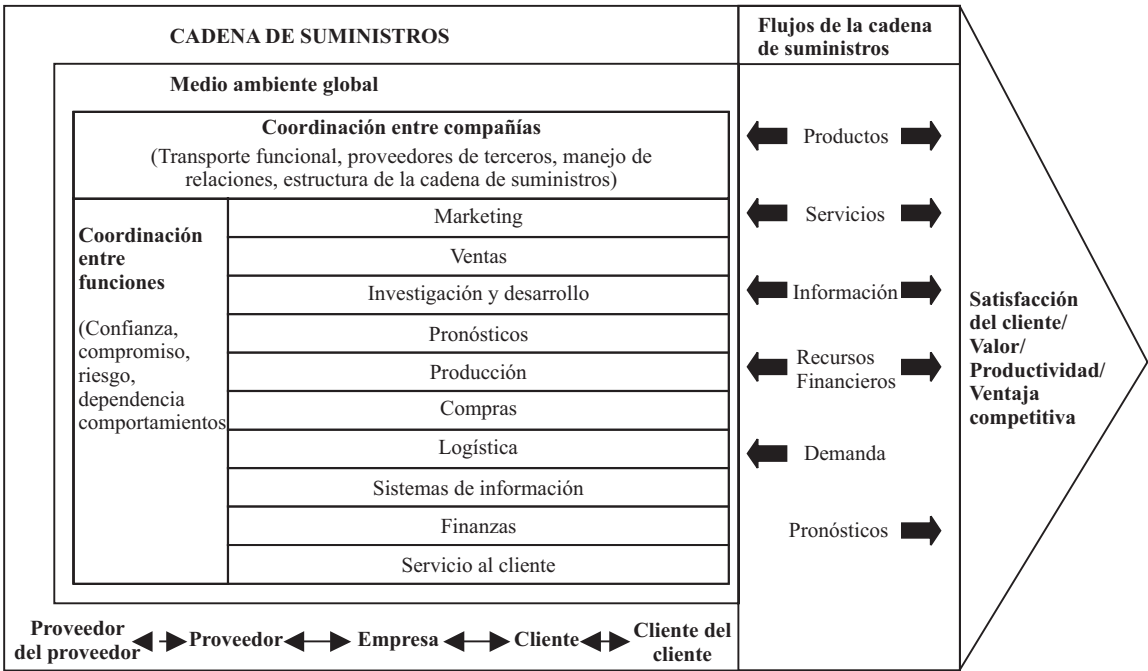 CADENA DE SUMINISTROS
Flujos de la cadena
de suministros
Medio ambiente global
Coordinación entre compañías
(Transporte funcional, proveedores de terceros, manejo de
relaciones, estructura de la cadena de suministros)
Coordinación
entre
funciones
(Confianza,
compromiso,
riesgo,
dependencia
comportamientos
Marketing
Ventas
Investigación y desarrollo
Pronósticos
Producción
Compras
Logística
Sistemas de información
Finanzas
Servicio al cliente
Productos
Servicios
Información
Recursos
Financieros
Demanda
Pronósticos
Satisfacción
del cliente/
Valor/
Productividad/
Ventaja
competitiva
Proveedor
del proveedor
Proveedor
Empresa
Cliente
Cliente del
cliente